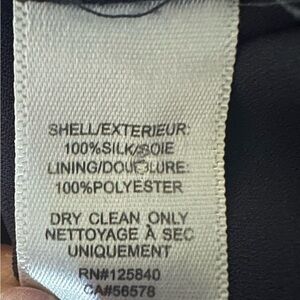 SHELL/EXTERIEUR:
100%SILK/SOIE
LINING/DOUBLURE:
100%POLYESTER
DRY CLEAN ONLY
NETTOYAGE À SEC
UNIQUEMENT
RN#125840
CA#56578